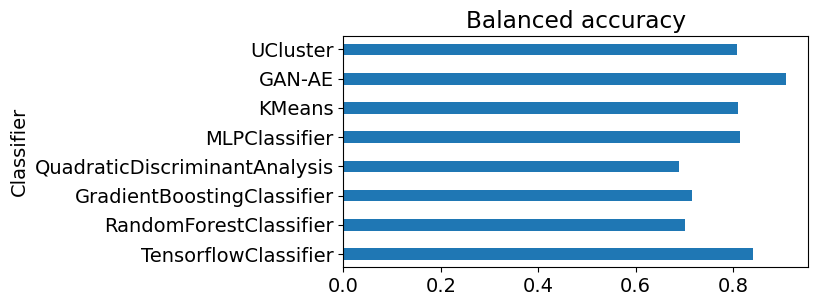 Balanced accuracy
Classifier
UCluster
GAN-AE
KMeans
MLPClassifier
QuadraticDiscriminantAnalysis
GradientBoostingClassifier
RandomForestClassifier
TensorflowClassifier
0.0 0.2 0.4 0.6 0.8